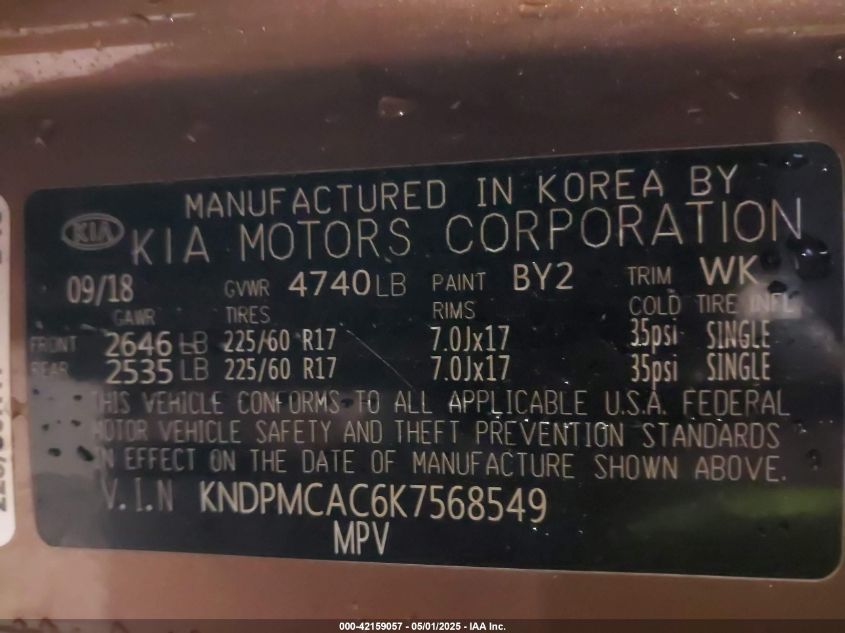 MANUFACTURED IN KOREA BY
KIA KIA MOTORS CORPORATION
09/18 GVWR 4740LB PAINT BY2 TRIM WK
GAWR TIRES RIMS COLD TIRE INFL
FRONT 2646 LB 225/60 R17 7.0Jx17 35psi SINGLE
REAR 2535 LB 225/60 R17 7.0Jx17 35psi SINGLE
THIS VEHICLE CONFORMS TO ALL APPLICABLE U.S.A. FEDERAL
MOTOR VEHICLE SAFETY AND THEFT PREVENTION STANDARDS
IN EFFECT ON THE DATE OF MANUFACTURE SHOWN ABOVE.
V.I.N KNDPMCAC6K7568549
MPV
000-42159057 - 05/01/2025 - IAA Inc.